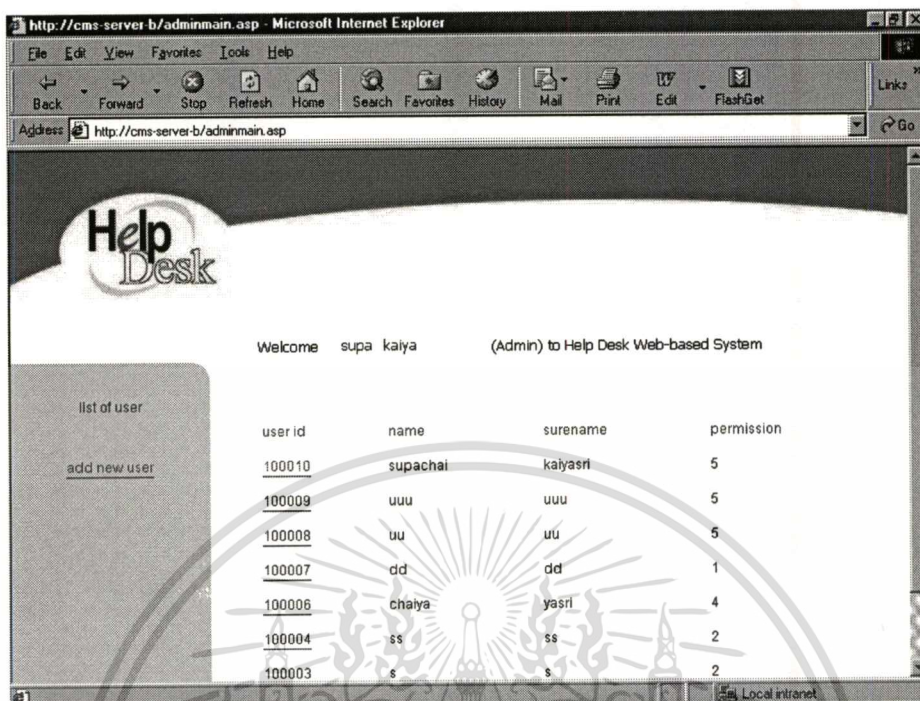 http://cms-server-b/adminmain.asp - Microsoft Internet Explorer
File Edit View Favorites Tools Help
Back Forward Stop Refresh Home Search Favorites History Mail Print Edit FlashGet Links »
Address http://cms-server-b/adminmain.asp Go
Help
Desk
Welcome supa kaiya (Admin) to Help Desk Web-based System
list of user
add new user
user id name surename permission
100010 supachai kaiyasri 5
100009 uuu uuu 5
100008 uu uu 5
100007 dd dd 1
100006 chaiya yasri 4
100004 ss ss 2
100003 s s 2
Local intranet